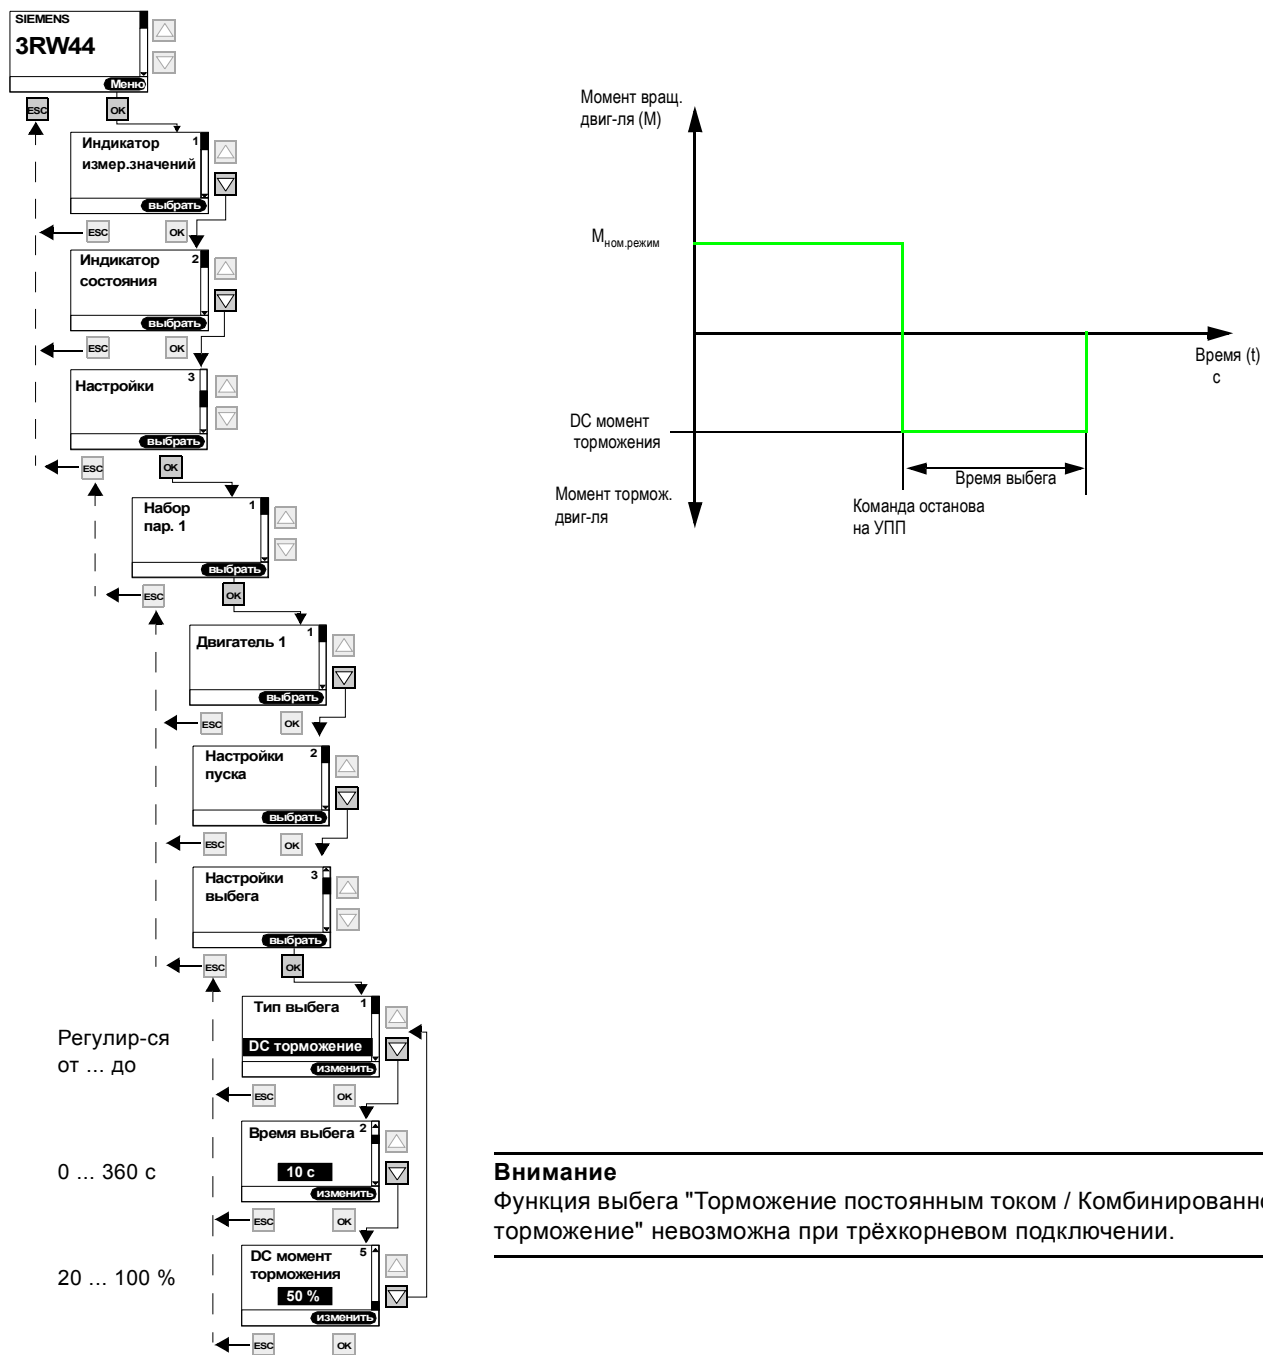 SIEMENS
3RW44
Меню
ESC
OK
Индикатор 1
измер.значений
выбрать
ESC
OK
Индикатор 2
состояния
выбрать
ESC
OK
Настройки 3
выбрать
ESC
OK
Набор 1
пар. 1
выбрать
ESC
OK
Двигатель 1 1
выбрать
ESC
OK
Настройки 2
пуска
выбрать
ESC
OK
Настройки 3
выбега
выбрать
ESC
OK
Регулир-ся
от ... до
Тип выбега 1
DC торможение
изменить
ESC
OK
0 ... 360 с
Время выбега 2
10 с
изменить
ESC
OK
20 ... 100 %
DC момент 5
торможения
50 %
изменить
ESC
OK
Момент вращ.
двиг-ля (М)
Mном.режим
Время (t)
с
DC момент
торможения
Время выбега
Момент тормож.
двиг-ля
Команда останова
на УПП
Внимание
Функция выбега "Торможение постоянным током / Комбинированно
торможение" невозможна при трёхкорневом подключении.